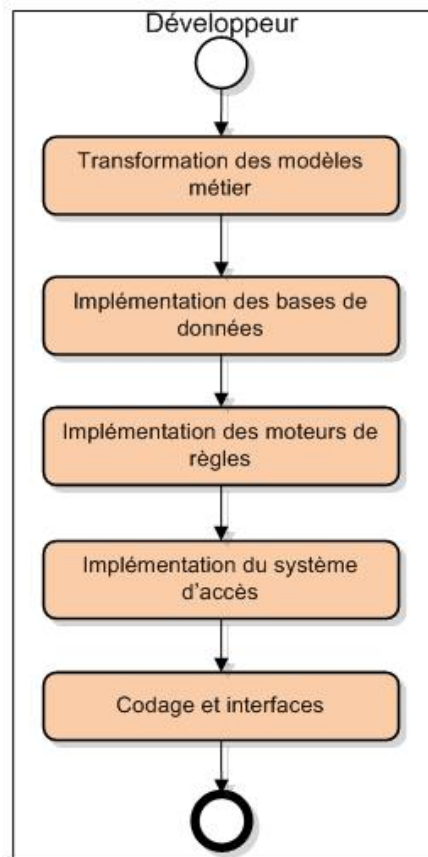 Développeur
Transformation des modèles
métier
Implémentation des bases de
données
Implémentation des moteurs de
règles
Implémentation du système
d'accès
Codage et interfaces